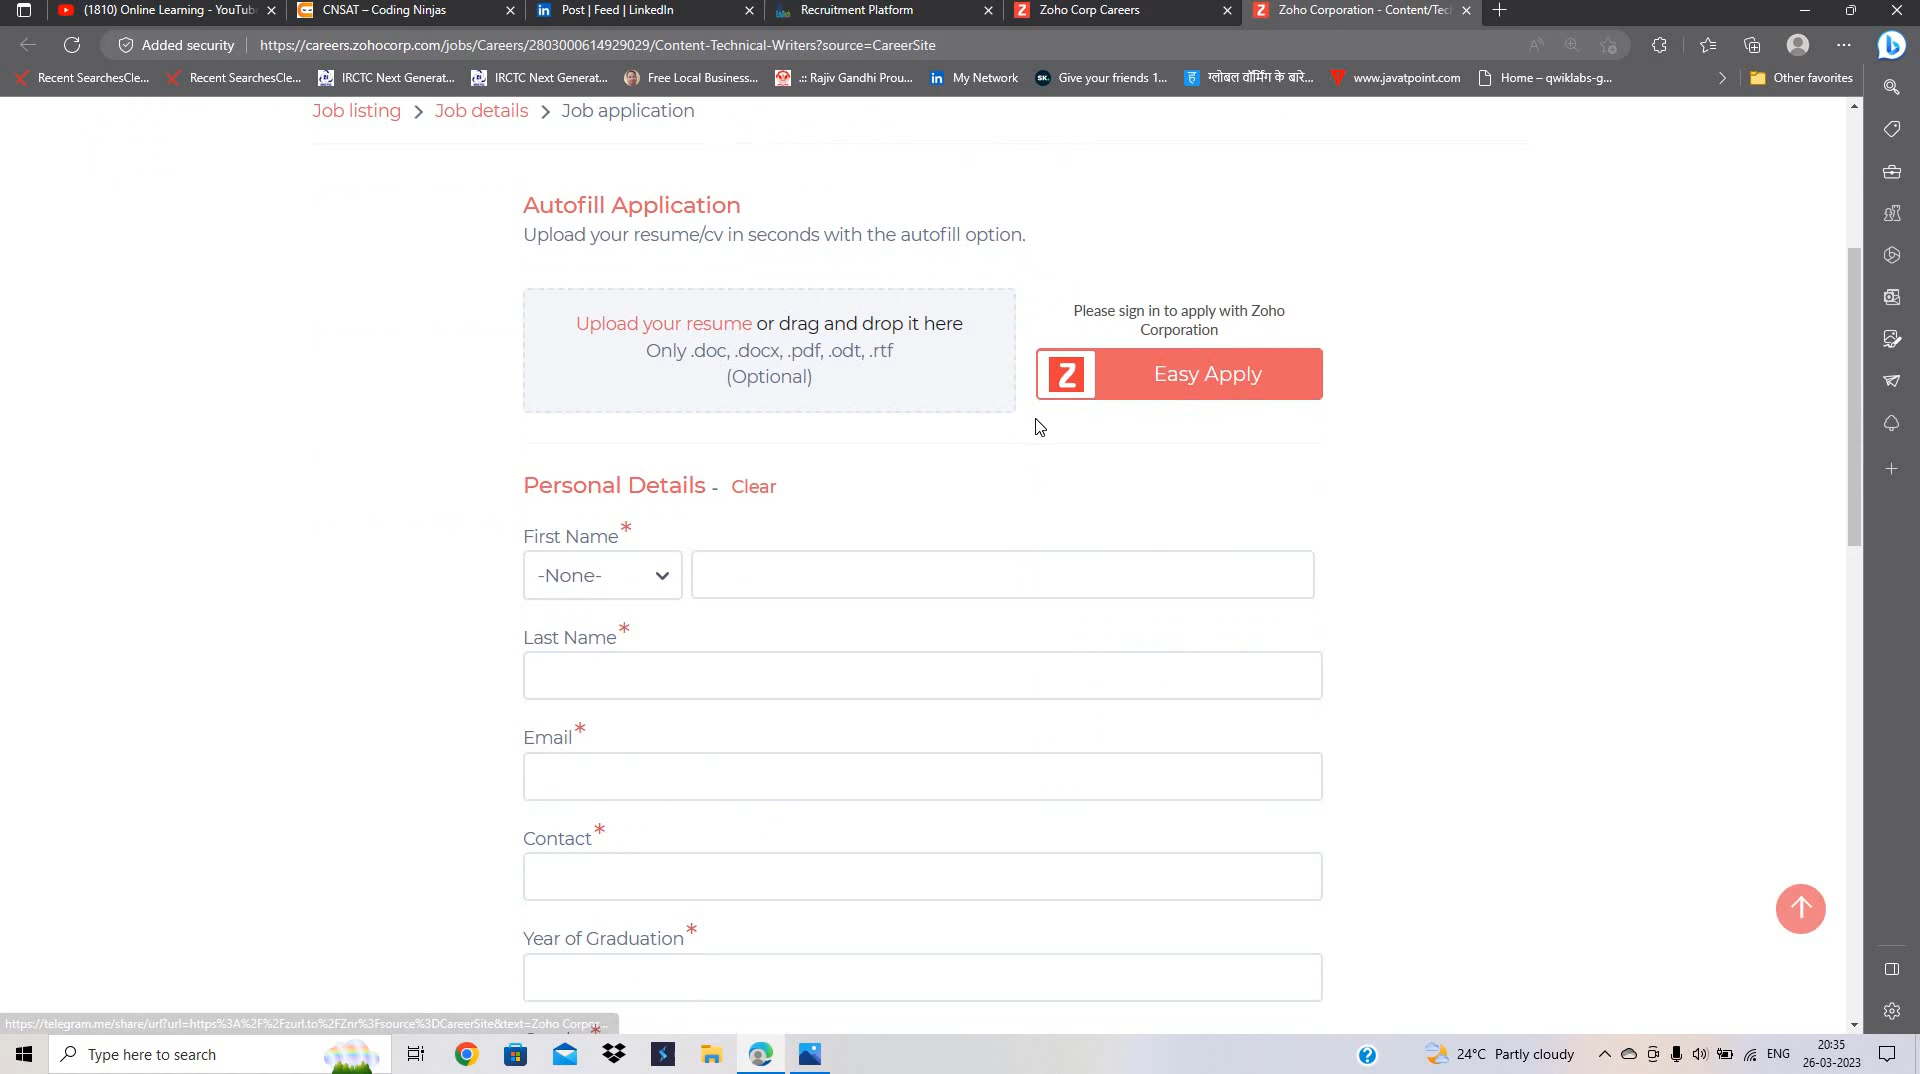 (1810) Online Learning - YouTub
CNSAT – Coding Ninjas
Post | Feed | LinkedIn
Recruitment Platform
Zoho Corp Careers
Zoho Corporation - Content/Tec
Added security
https://careers.zohocorp.com/jobs/Careers/2803000614929029/Content-Technical-Writers?source=CareerSite
Recent SearchesCle...
Recent SearchesCle...
IRCTC Next Generat...
IRCTC Next Generat...
Free Local Business...
.:: Rajiv Gandhi Prou...
My Network
Give your friends 1...
ग्लोबल वॉर्मिंग के बारे...
www.javatpoint.com
Home – qwiklabs-g...
Other favorites
Job listing > Job details > Job application
Autofill Application
Upload your resume/cv in seconds with the autofill option.
Upload your resume or drag and drop it here
Only .doc, .docx, .pdf, .odt, .rtf
(Optional)
Please sign in to apply with Zoho
Corporation
Z Easy Apply
Personal Details - Clear
First Name*
-None-
Last Name*
Email*
Contact*
Year of Graduation*
https://telegram.me/share/url?url=https%3A%2F%2Fzurl.to%2FZnr%3Fsource%3DCareerSite&text=Zoho Corpor...
Type here to search
24°C Partly cloudy
ENG
20:35
26-03-2023